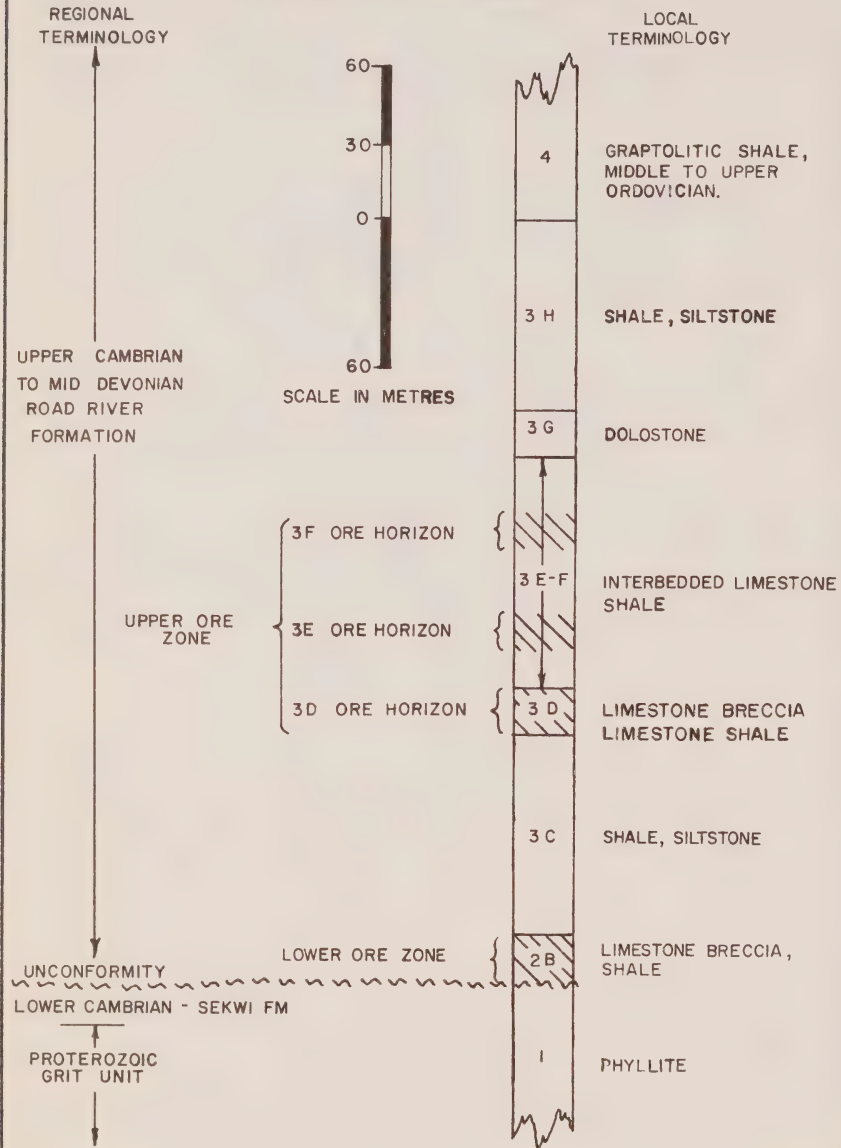 REGIONAL
TERMINOLOGY
LOCAL
TERMINOLOGY
60
30
0
60
SCALE IN METRES
4
GRAPTOLITIC SHALE,
MIDDLE TO UPPER
ORDOVICIAN.
3 H
SHALE, SILTSTONE
UPPER CAMBRIAN
TO MID DEVONIAN
ROAD RIVER
FORMATION
3 G
DOLOSTONE
UPPER ORE
ZONE
3F ORE HORIZON
3E ORE HORIZON
3D ORE HORIZON
3 E-F
INTERBEDDED LIMESTONE
SHALE
3 D
LIMESTONE BRECCIA
LIMESTONE SHALE
3 C
SHALE, SILTSTONE
LOWER ORE ZONE
2B
LIMESTONE BRECCIA,
SHALE
UNCONFORMITY
LOWER CAMBRIAN - SEKWI FM
PROTEROZOIC
GRIT UNIT
1
PHYLLITE